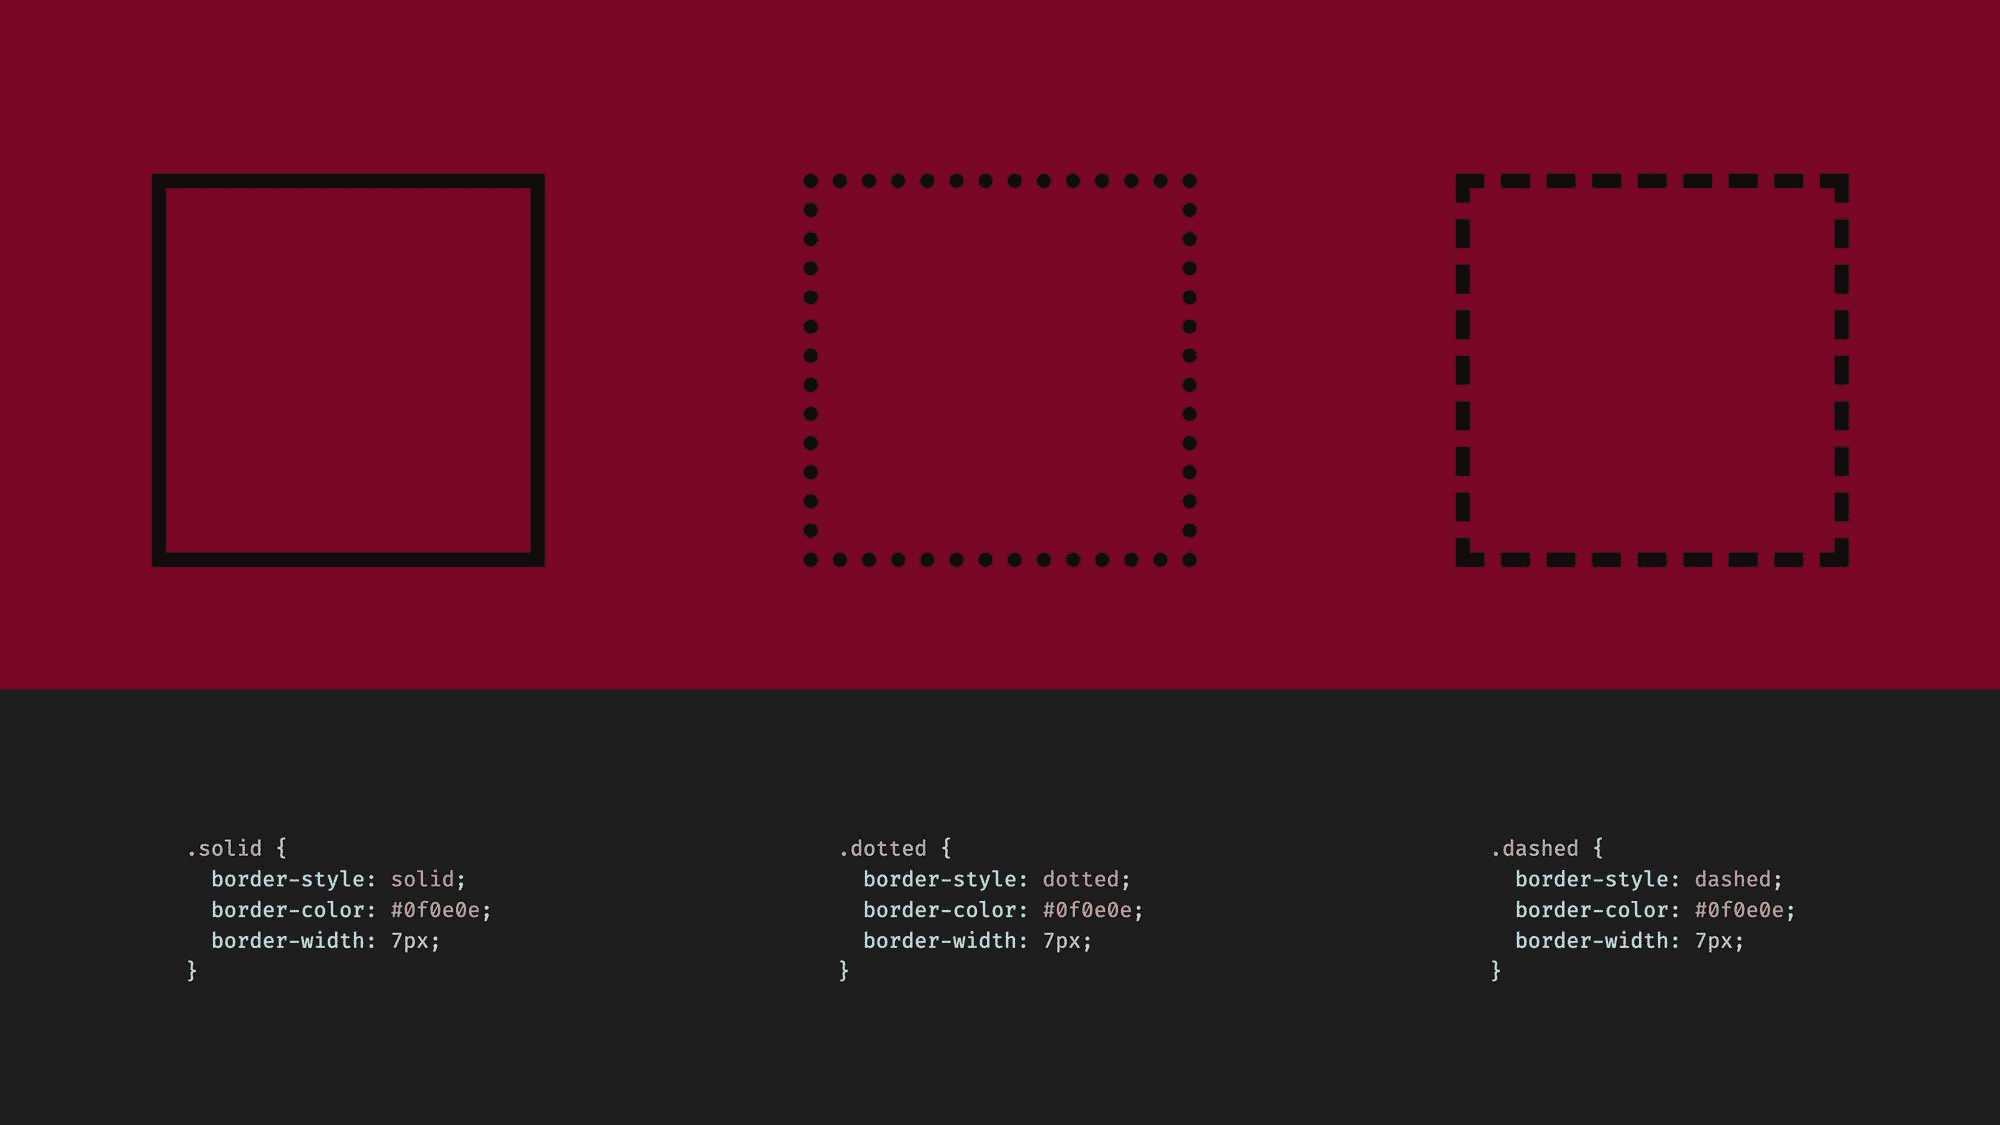 .solid {
  border-style: solid;
  border-color: #0f0e0e;
  border-width: 7px;
}
.dotted {
  border-style: dotted;
  border-color: #0f0e0e;
  border-width: 7px;
}
.dashed {
  border-style: dashed;
  border-color: #0f0e0e;
  border-width: 7px;
}